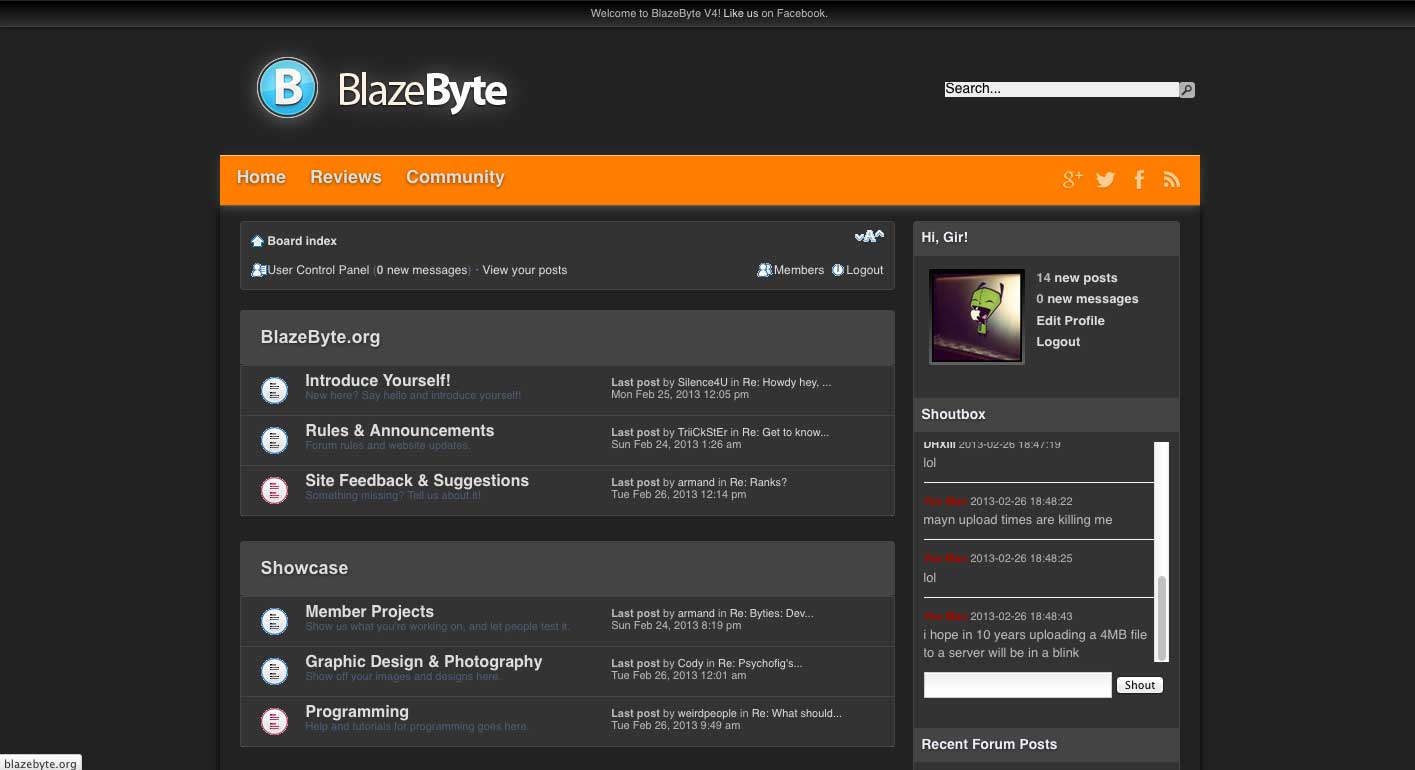 Welcome to BlazeByte V4! Like us on Facebook.
B BlazeByte
Search...
Home Reviews Community
g+
Board index
User Control Panel (0 new messages) · View your posts
Members Logout
BlazeByte.org
Introduce Yourself!
New here? Say hello and introduce yourself!
Last post by Silence4U in Re: Howdy hey, ...
Mon Feb 25, 2013 12:05 pm
Rules & Announcements
Forum rules and website updates.
Last post by TriiCkStEr in Re: Get to know...
Sun Feb 24, 2013 1:26 am
Site Feedback & Suggestions
Something missing? Tell us about it!
Last post by armand in Re: Ranks?
Tue Feb 26, 2013 12:14 pm
Showcase
Member Projects
Show us what you're working on, and let people test it.
Last post by armand in Re: Byties: Dev...
Sun Feb 24, 2013 8:19 pm
Graphic Design & Photography
Show off your images and designs here.
Last post by Cody in Re: Psychofig's...
Tue Feb 26, 2013 12:01 am
Programming
Help and tutorials for programming goes here.
Last post by weirdpeople in Re: What should...
Tue Feb 26, 2013 9:49 am
Hi, Gir!
14 new posts
0 new messages
Edit Profile
Logout
Shoutbox
DHXIII 2013-02-26 18:47:19
lol
2013-02-26 18:48:22
mayn upload times are killing me
2013-02-26 18:48:25
lol
2013-02-26 18:48:43
i hope in 10 years uploading a 4MB file
to a server will be in a blink
Shout
Recent Forum Posts
blazebyte.org